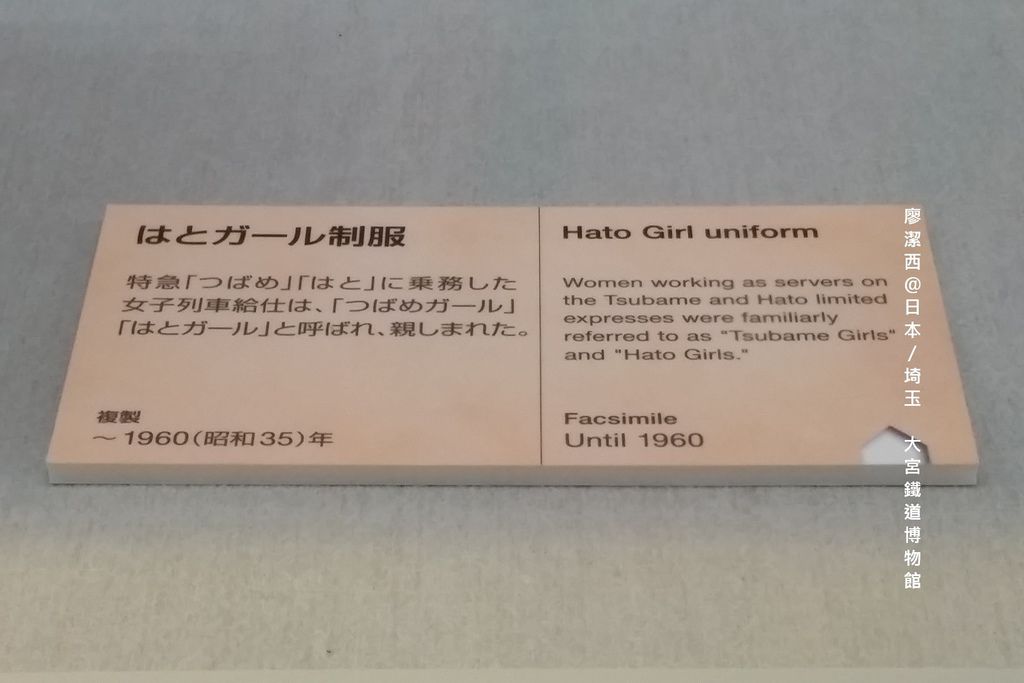 はとガール制服
特急「つばめ」「はと」に乗務した
女子列車給仕は、「つばめガール」
「はとガール」と呼ばれ、親しまれた。
複製
～1960(昭和35)年
Hato Girl uniform
Women working as servers on
the Tsubame and Hato limited
expresses were familiarly
referred to as "Tsubame Girls"
and "Hato Girls."
Facsimile
Until 1960
廖潔西@日本/埼玉 大宮鐵道博物館